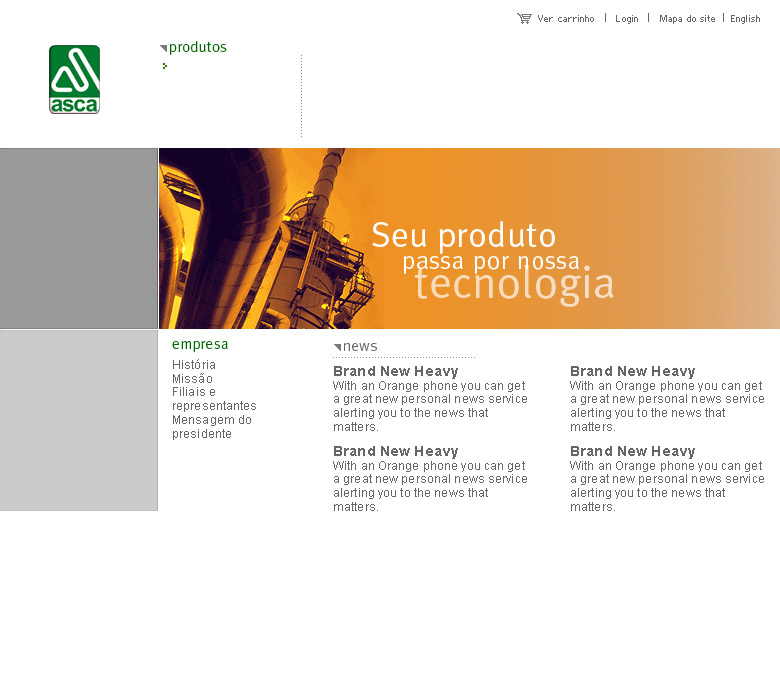 Ver carrinho | Login | Mapa do site | English
produtos
asca
Seu produto
passa por nossa
tecnologia
empresa
História
Missão
Filiais e
representantes
Mensagem do
presidente
news
Brand New Heavy
With an Orange phone you can get
a great new personal news service
alerting you to the news that
matters.
Brand New Heavy
With an Orange phone you can get
a great new personal news service
alerting you to the news that
matters.
Brand New Heavy
With an Orange phone you can get
a great new personal news service
alerting you to the news that
matters.
Brand New Heavy
With an Orange phone you can get
a great new personal news service
alerting you to the news that
matters.